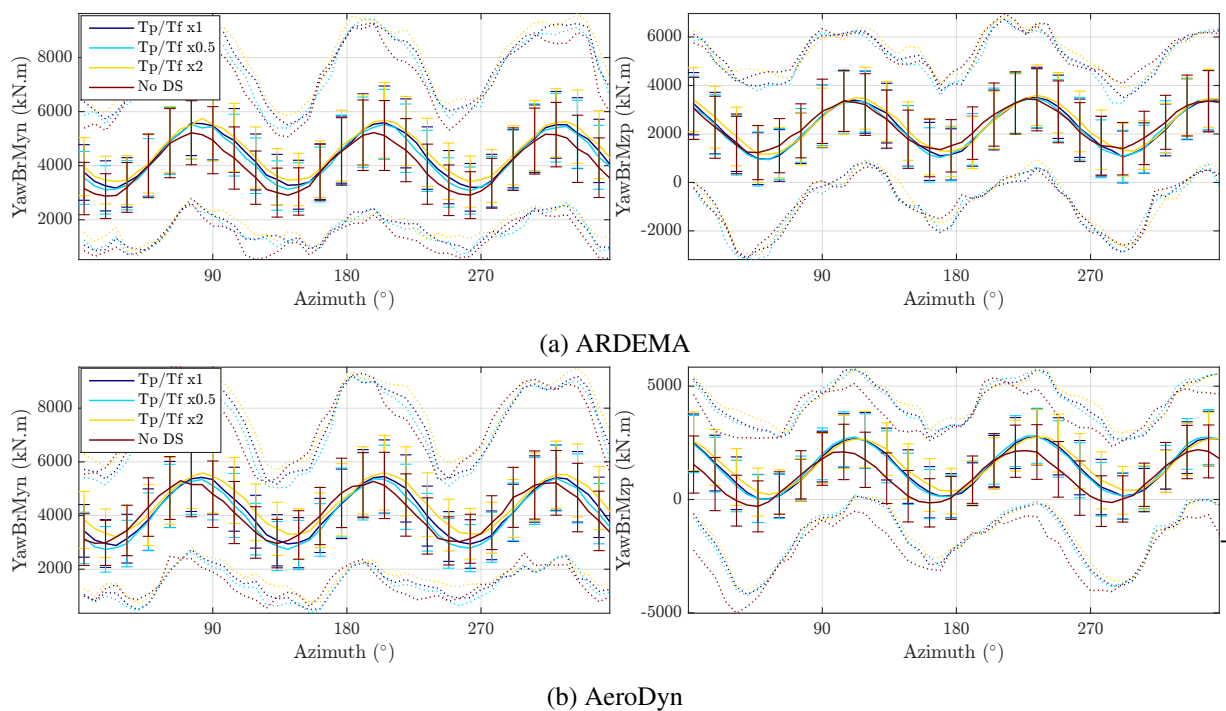 Tp/Tf x1
Tp/Tf x0.5
Tp/Tf x2
No DS
YawBrMyn (kN.m)
8000
6000
4000
2000
90
180
270
Azimuth (°)
YawBrMzp (kN.m)
6000
4000
2000
0
-2000
90
180
270
Azimuth (°)
(a) ARDEMA
Tp/Tf x1
Tp/Tf x0.5
Tp/Tf x2
No DS
YawBrMyn (kN.m)
8000
6000
4000
2000
90
180
270
Azimuth (°)
YawBrMzp (kN.m)
5000
0
-5000
90
180
270
Azimuth (°)
(b) AeroDyn